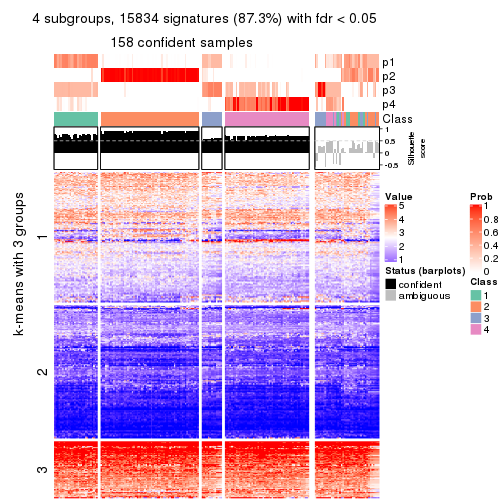 4 subgroups, 15834 signatures (87.3%) with fdr < 0.05
158 confident samples
p1
p2
p3
p4
Class
1
0.5
0
-0.5
Silhouette
score
k-means with 3 groups
1
2
3
Value
5
4
3
2
1
Prob
1
0.8
0.6
0.4
0.2
0
Status (barplots)
confident
ambiguous
Class
1
2
3
4